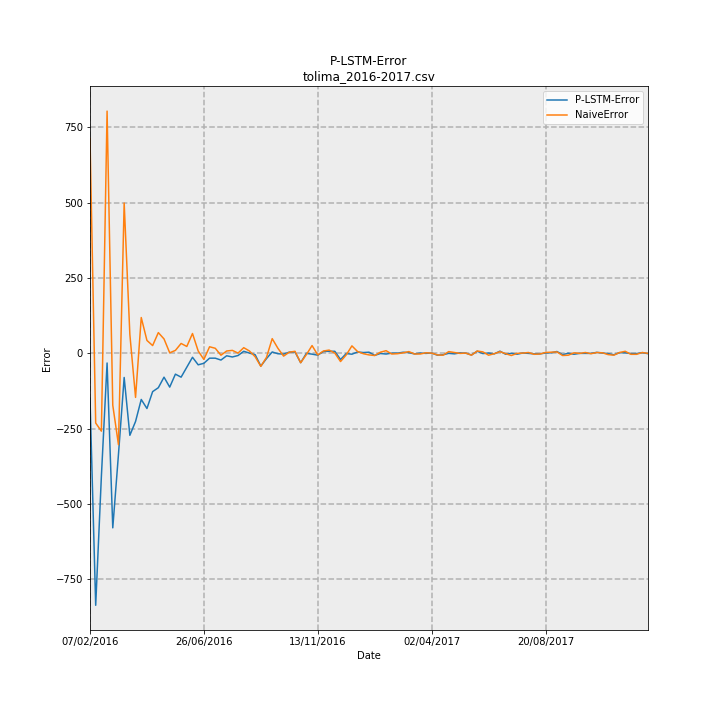 P-LSTM-Error
tolima_2016-2017.csv
P-LSTM-Error
NaiveError
750
500
250
0
−250
−500
−750
Error
07/02/2016
26/06/2016
13/11/2016
02/04/2017
20/08/2017
Date